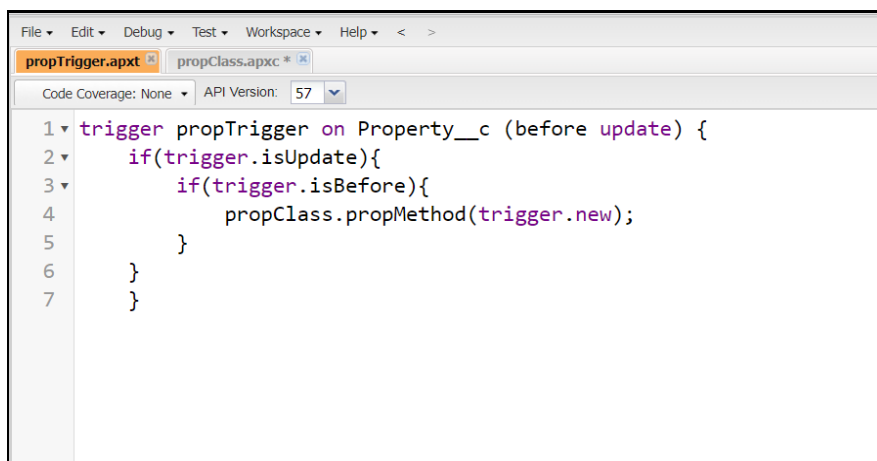 File Edit Debug Test Workspace Help < >
propTrigger.apxt propClass.apxc *
Code Coverage: None API Version: 57
1 trigger propTrigger on Property__c (before update) {
2 if(trigger.isUpdate){
3 if(trigger.isBefore){
4 propClass.propMethod(trigger.new);
5 }
6 }
7 }